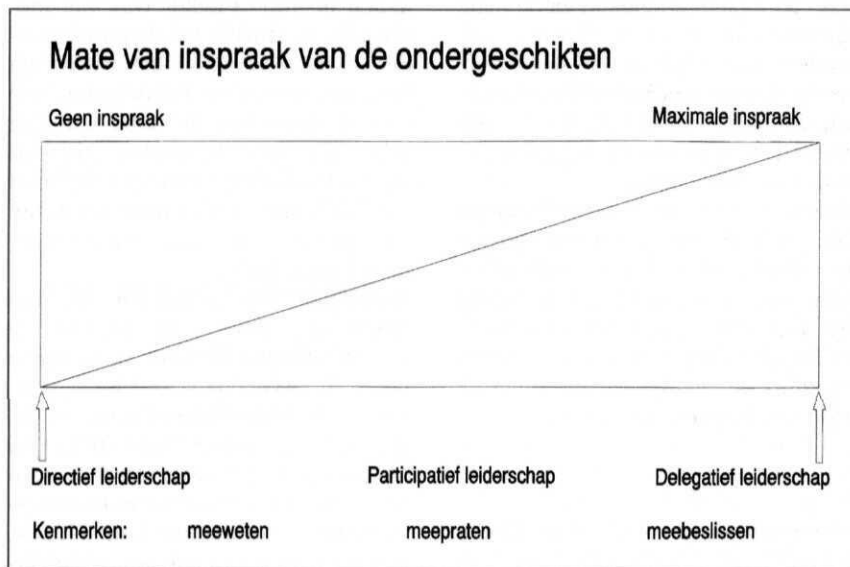 Mate van inspraak van de ondergeschikten
Geen inspraak Maximale inspraak
Directief leiderschap Participatief leiderschap Delegatief leiderschap
Kenmerken: meeweten meepraten meebeslissen